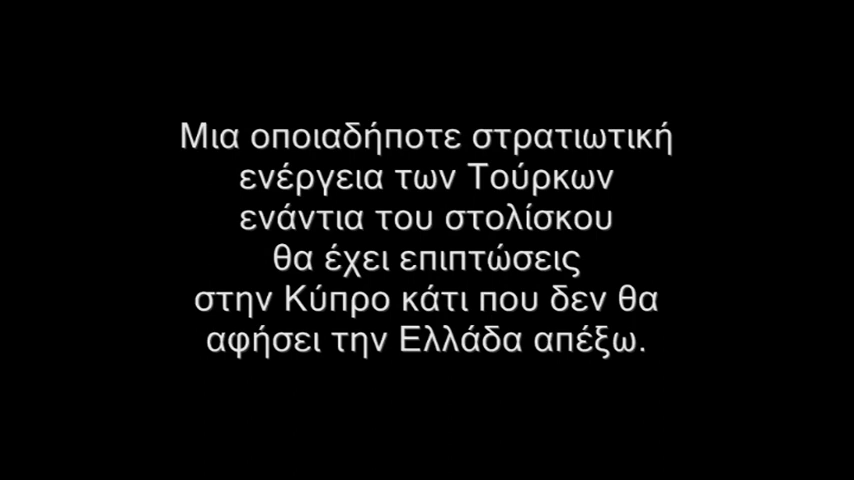 Μια οποιαδήποτε στρατιωτική
ενέργεια των Τούρκων
ενάντια του στολίσκου
θα έχει επιπτώσεις
στην Κύπρο κάτι που δεν θα
αφήσει την Ελλάδα απέξω.